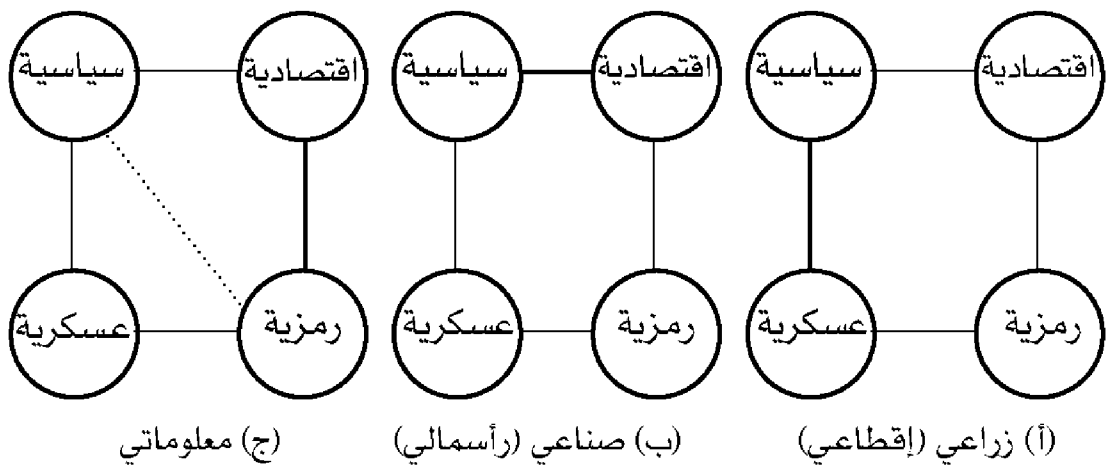 اقتصادية سياسية اقتصادية سياسية اقتصادية سياسية
رمزية عسكرية رمزية عسكرية رمزية عسكرية
(أ) زراعي (إقطاعي) (ب) صناعي (رأسمالي) (ج) معلوماتي